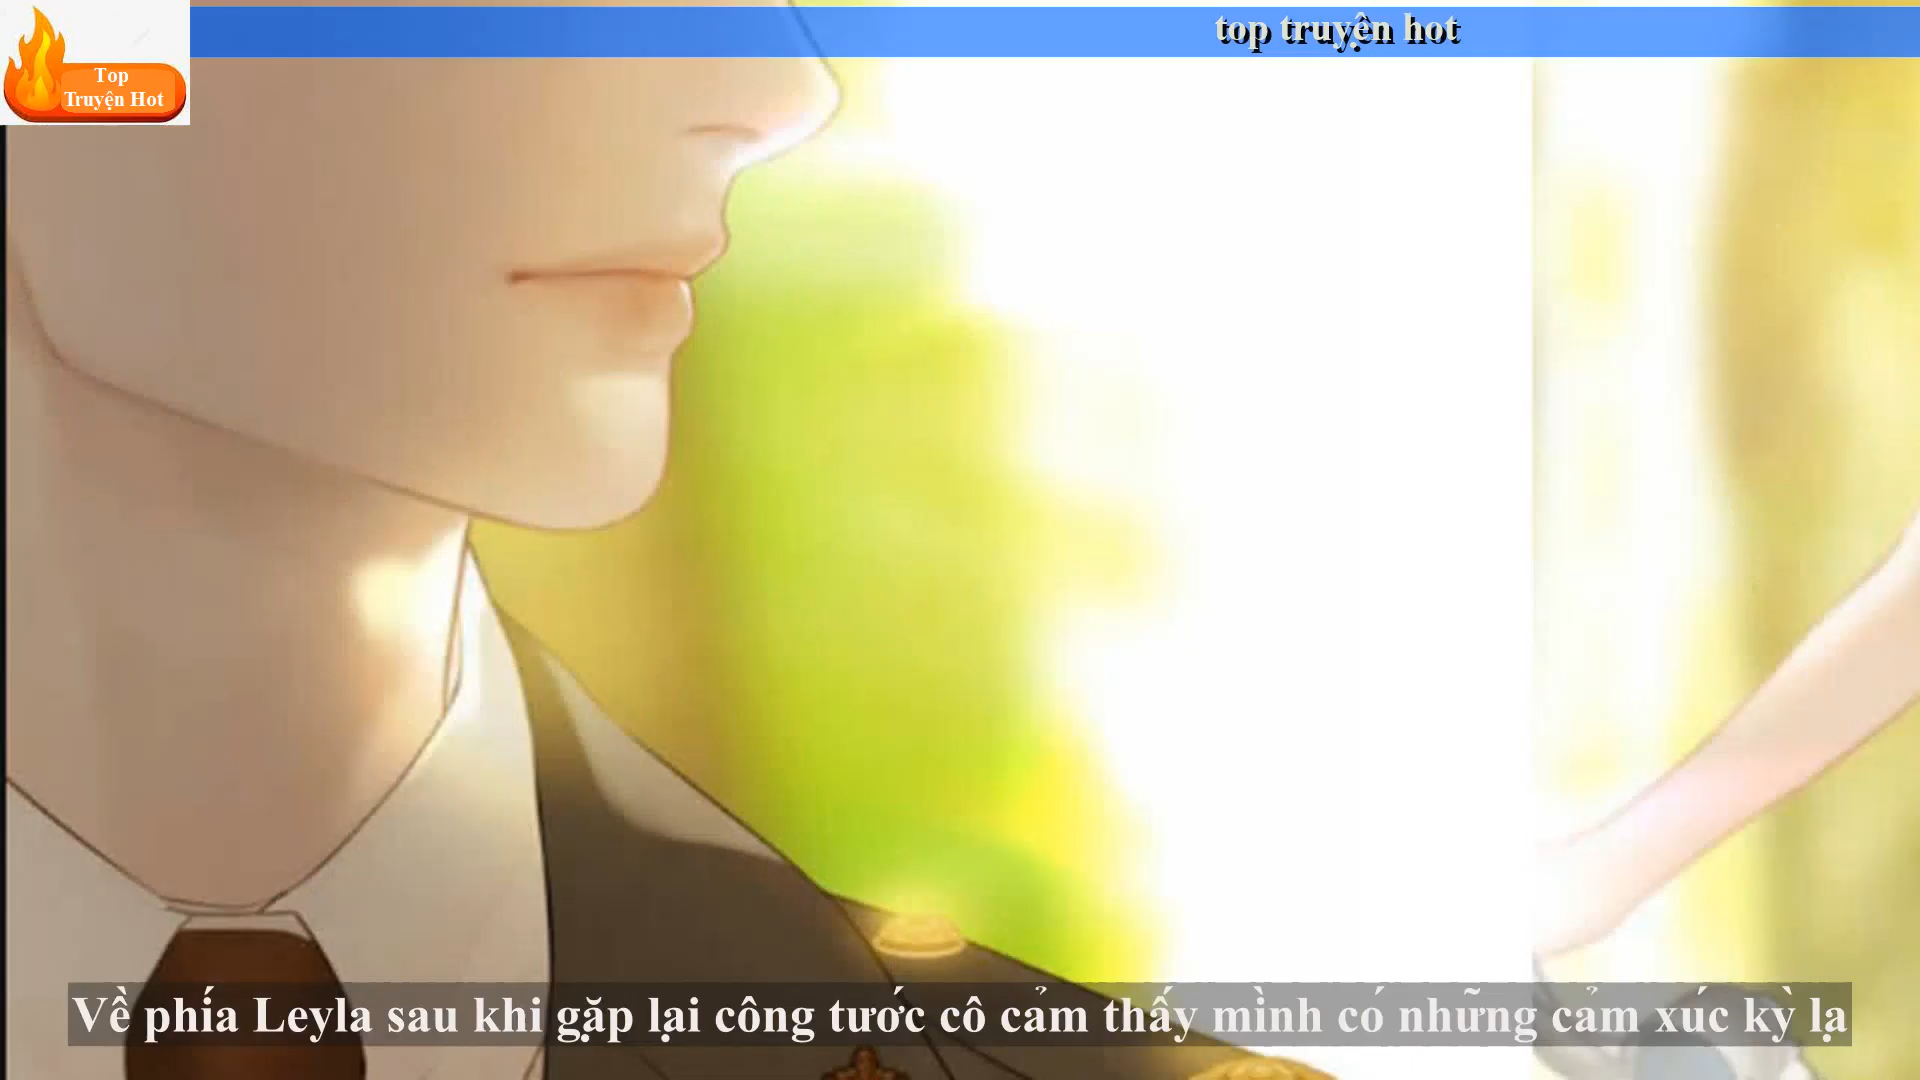 top truyện hot
Top
Truyện Hot
Về phía Leyla sau khi gặp lại công tước cô cảm thấy mình có những cảm xúc kỳ lạ